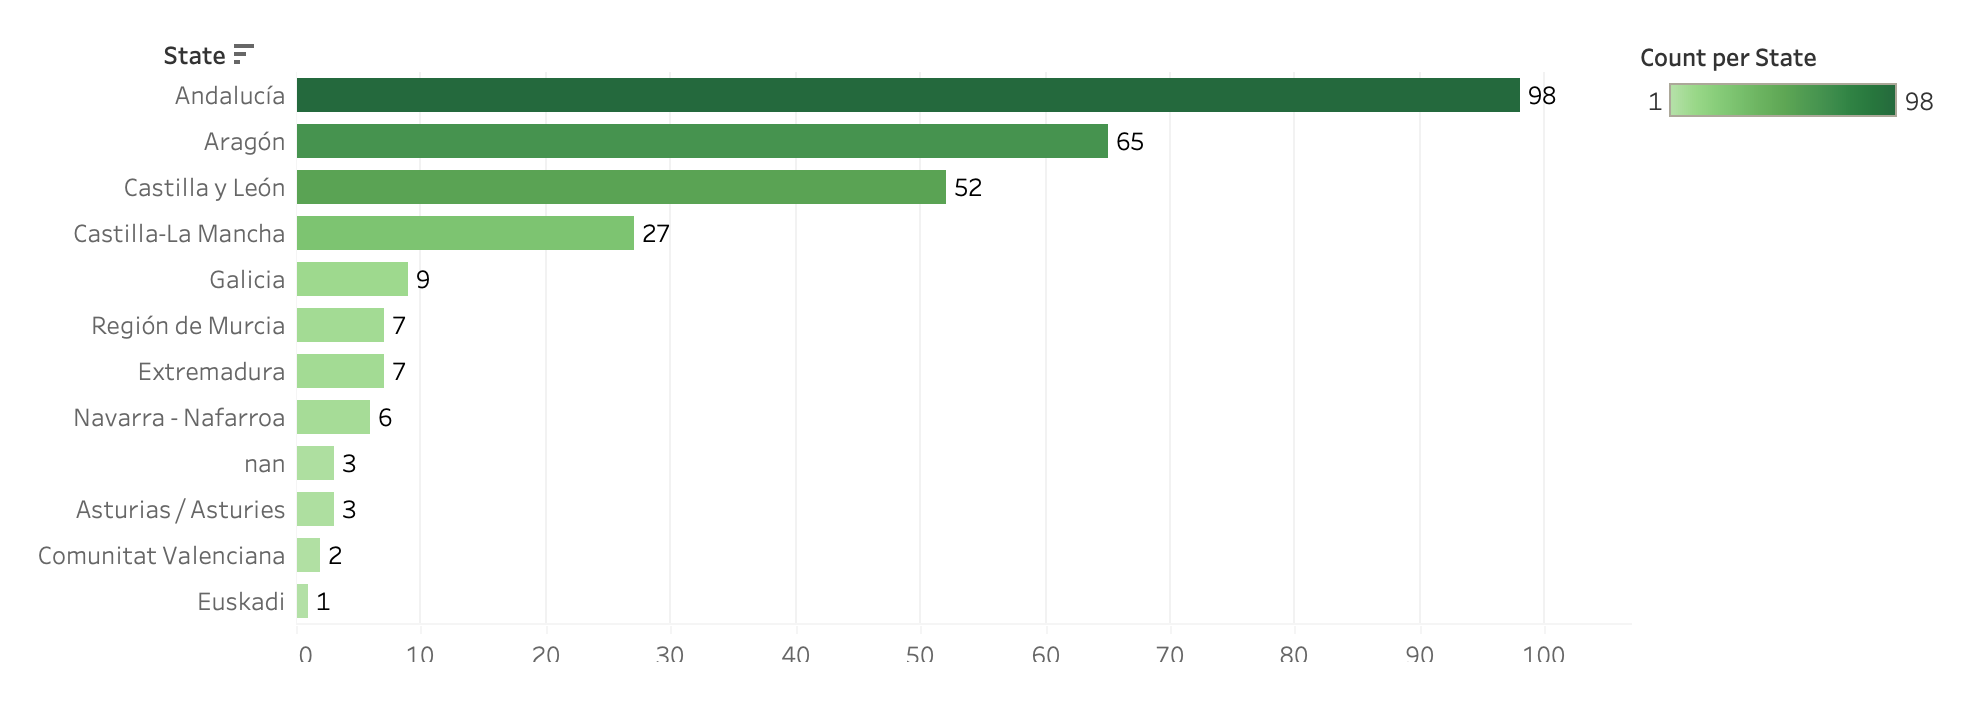 State
Andalucía 98
Aragón 65
Castilla y León 52
Castilla-La Mancha 27
Galicia 9
Región de Murcia 7
Extremadura 7
Navarra - Nafarroa 6
nan 3
Asturias / Asturies 3
Comunitat Valenciana 2
Euskadi 1
0 10 20 30 40 50 60 70 80 90 100
Count per State
1 98